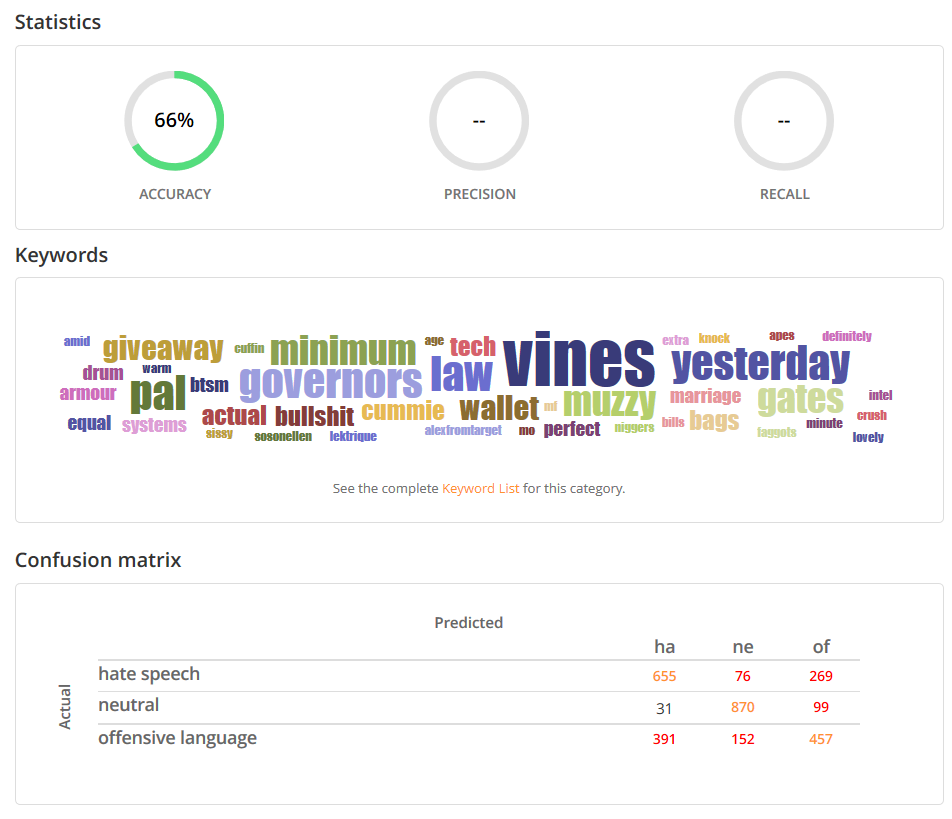 Statistics
66% -- --
ACCURACY PRECISION RECALL
Keywords
amid giveaway cuffin minimum age tech vines extra knock apes definitely
drum warm btsm governors law yesterday
armour pal marriage gates intel
equal systems actual bullshit cummie wallet muzzy bills bags minute crush
sissy sosonellen lektrique alexfromtarget mo perfect niggers faggots lovely
See the complete Keyword List for this category.
Confusion matrix
Predicted
ha ne of
Actual
hate speech 655 76 269
neutral 31 870 99
offensive language 391 152 457